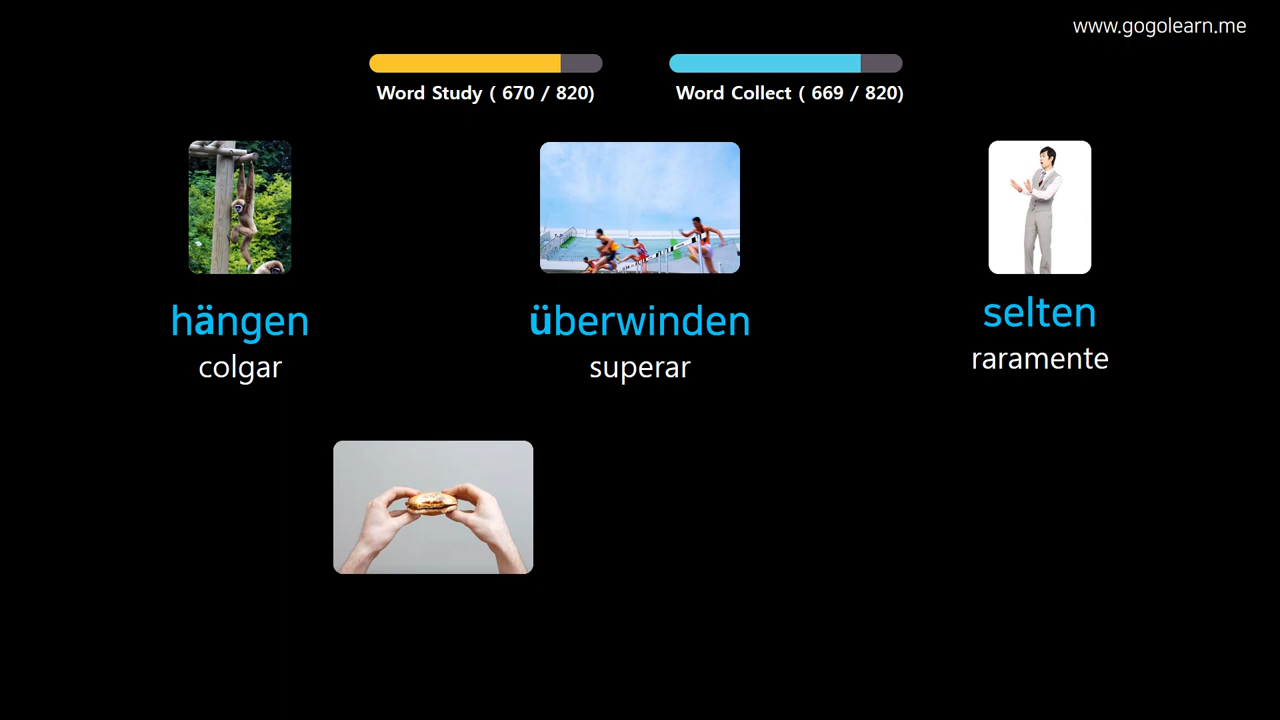 www.gogolearn.me
Word Study ( 670 / 820)
Word Collect ( 669 / 820)
hängen
colgar
überwinden
superar
selten
raramente